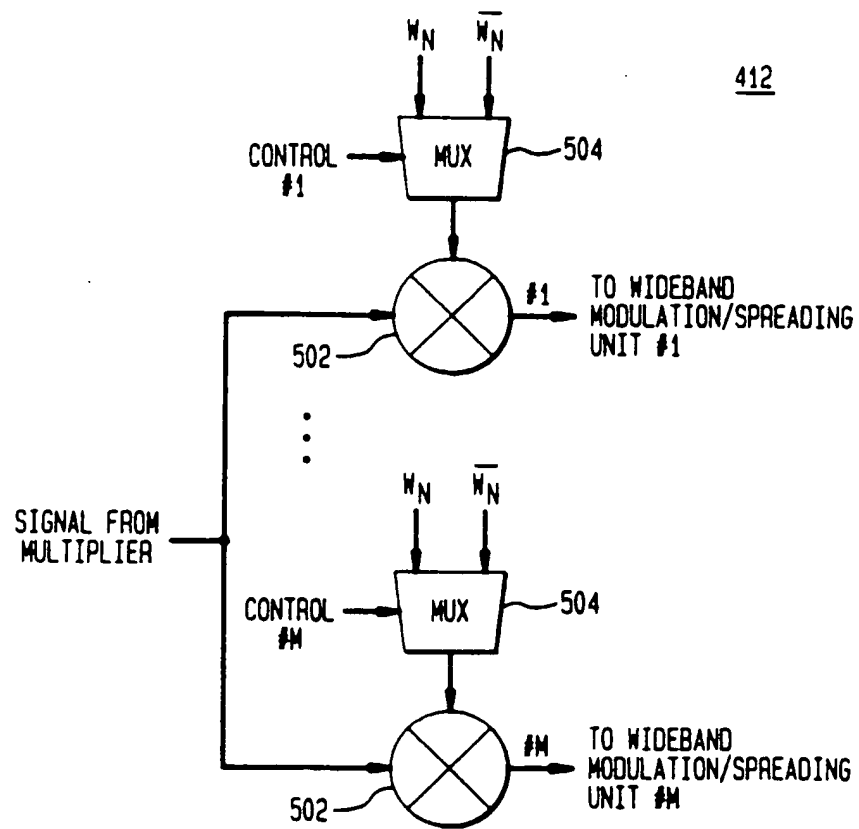 W_N
W̅_N̅
412
CONTROL
#1
MUX
504
#1
TO WIDEBAND
MODULATION/SPREADING
UNIT #1
502
W_N
W̅_N̅
SIGNAL FROM
MULTIPLIER
CONTROL
#M
MUX
504
#M
TO WIDEBAND
MODULATION/SPREADING
UNIT #M
502